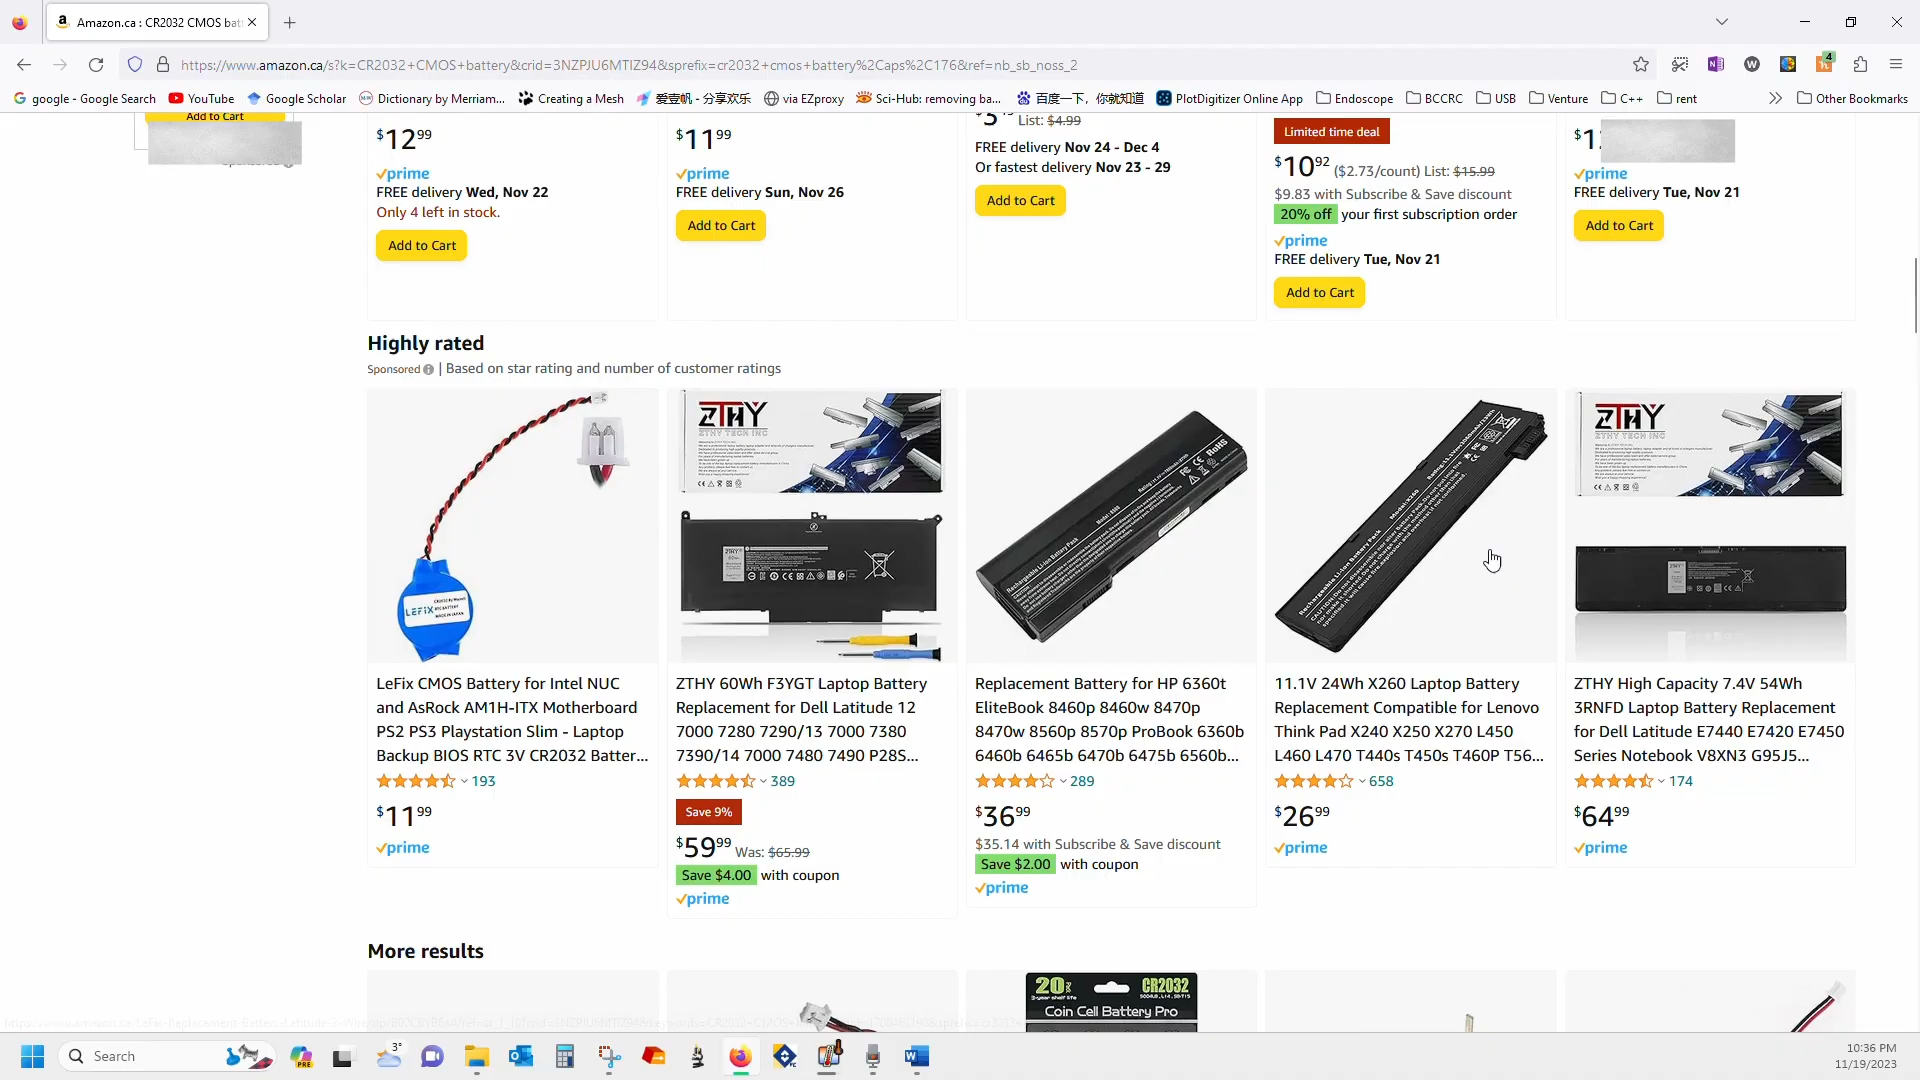 Amazon.ca : CR2032 CMOS bat
https://www.amazon.ca/s?k=CR2032+CMOS+battery&crid=3NZPJU6MTIZ94&sprefix=cr2032+cmos+battery%2Caps%2C176&ref=nb_sb_noss_2
4
google - Google Search
YouTube
Google Scholar
Dictionary by Merriam...
Creating a Mesh
爱壹帆 - 分享欢乐
via EZproxy
Sci-Hub: removing ba...
百度一下，你就知道
PlotDigitizer Online App
Endoscope
BCCRC
USB
Venture
C++
rent
Other Bookmarks
Add to Cart
$12.99
prime
FREE delivery Wed, Nov 22
Only 4 left in stock.
Add to Cart
$11.99
prime
FREE delivery Sun, Nov 26
Add to Cart
List: $4.99
FREE delivery Nov 24 - Dec 4
Or fastest delivery Nov 23 - 29
Add to Cart
Limited time deal
$10.92 ($2.73/count) List: $15.99
$9.83 with Subscribe & Save discount
20% off your first subscription order
prime
FREE delivery Tue, Nov 21
Add to Cart
prime
FREE delivery Tue, Nov 21
Add to Cart
Highly rated
Sponsored | Based on star rating and number of customer ratings
LEFIX
ZTHY
ZTHY TECH INC
Rechargeable Li-ion Battery Pack
RoHS
Rechargeable Li-ion Battery Pack
ZTHY
ZTHY TECH INC
LeFix CMOS Battery for Intel NUC
and AsRock AM1H-ITX Motherboard
PS2 PS3 Playstation Slim - Laptop
Backup BIOS RTC 3V CR2032 Batter...
193
$11.99
prime
ZTHY 60Wh F3YGT Laptop Battery
Replacement for Dell Latitude 12
7000 7280 7290/13 7000 7380
7390/14 7000 7480 7490 P28S...
389
Save 9%
$59.99 Was: $65.99
Save $4.00 with coupon
prime
Replacement Battery for HP 6360t
EliteBook 8460p 8460w 8470p
8470w 8560p 8570p ProBook 6360b
6460b 6465b 6470b 6475b 6560b...
289
$36.99
$35.14 with Subscribe & Save discount
Save $2.00 with coupon
prime
11.1V 24Wh X260 Laptop Battery
Replacement Compatible for Lenovo
Think Pad X240 X250 X270 L450
L460 L470 T440s T450s T460P T56...
658
$26.99
prime
ZTHY High Capacity 7.4V 54Wh
3RNFD Laptop Battery Replacement
for Dell Latitude E7440 E7420 E7450
Series Notebook V8XN3 G95J5...
174
$64.99
prime
More results
20PK
CR2032
Coin Cell Battery Pro
Search
PRE
3°
10:36 PM
11/19/2023